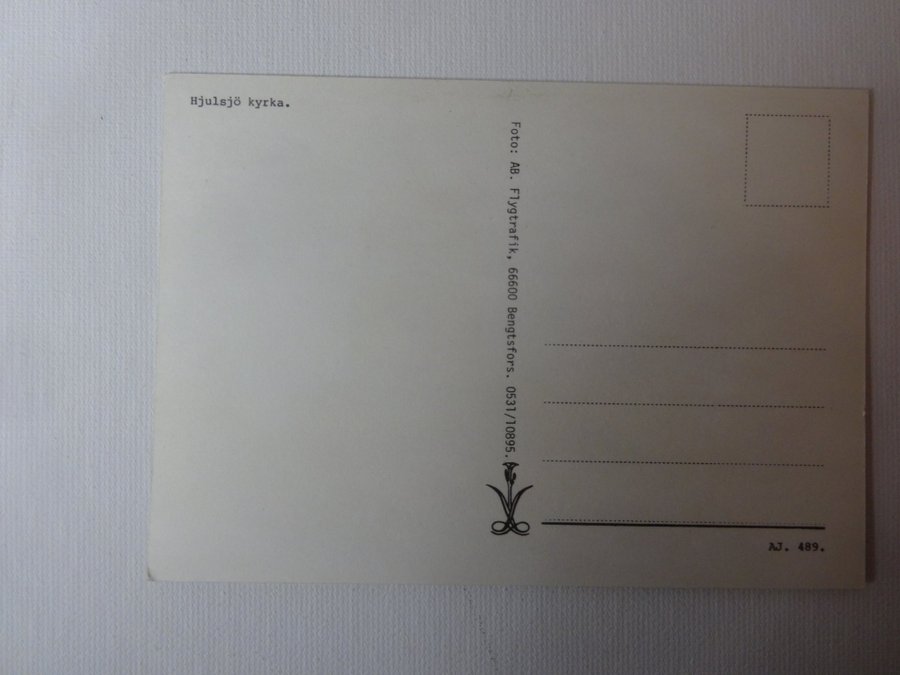 Hjulsjö kyrka.
Foto: AB. Flygtrafik, 66600 Bengtsfors. 0531/10895.
AJ. 489.